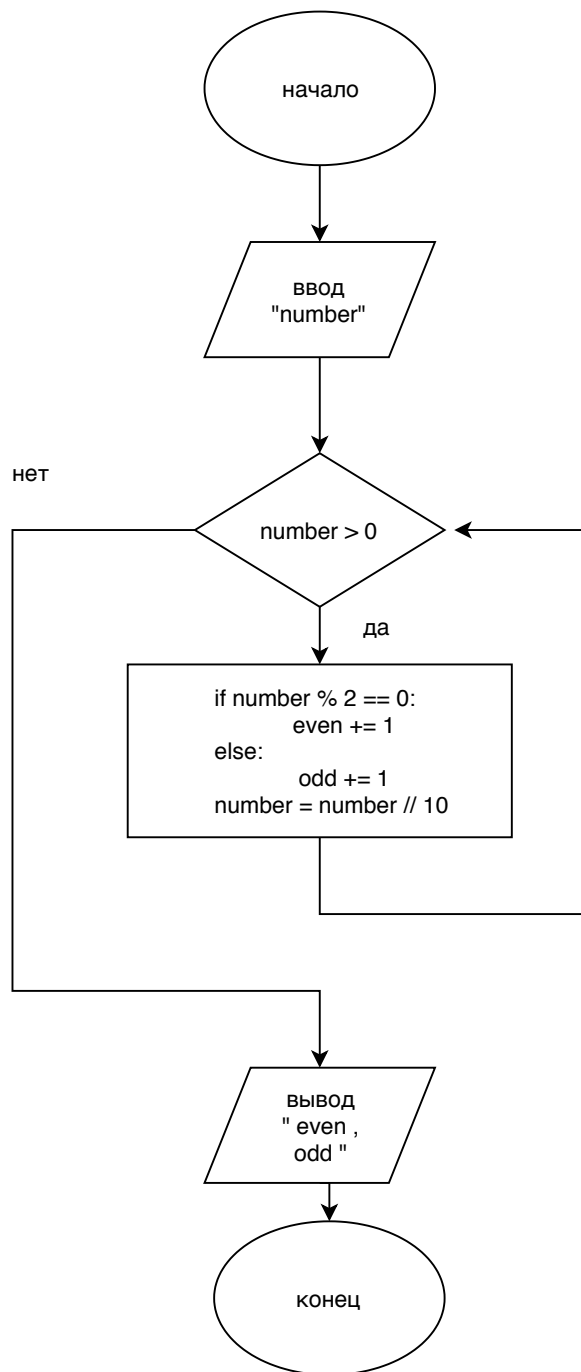 начало
ввод
"number"
нет
number > 0
да
if number % 2 == 0:
even += 1
else:
odd += 1
number = number // 10
вывод
" even ,
odd "
конец